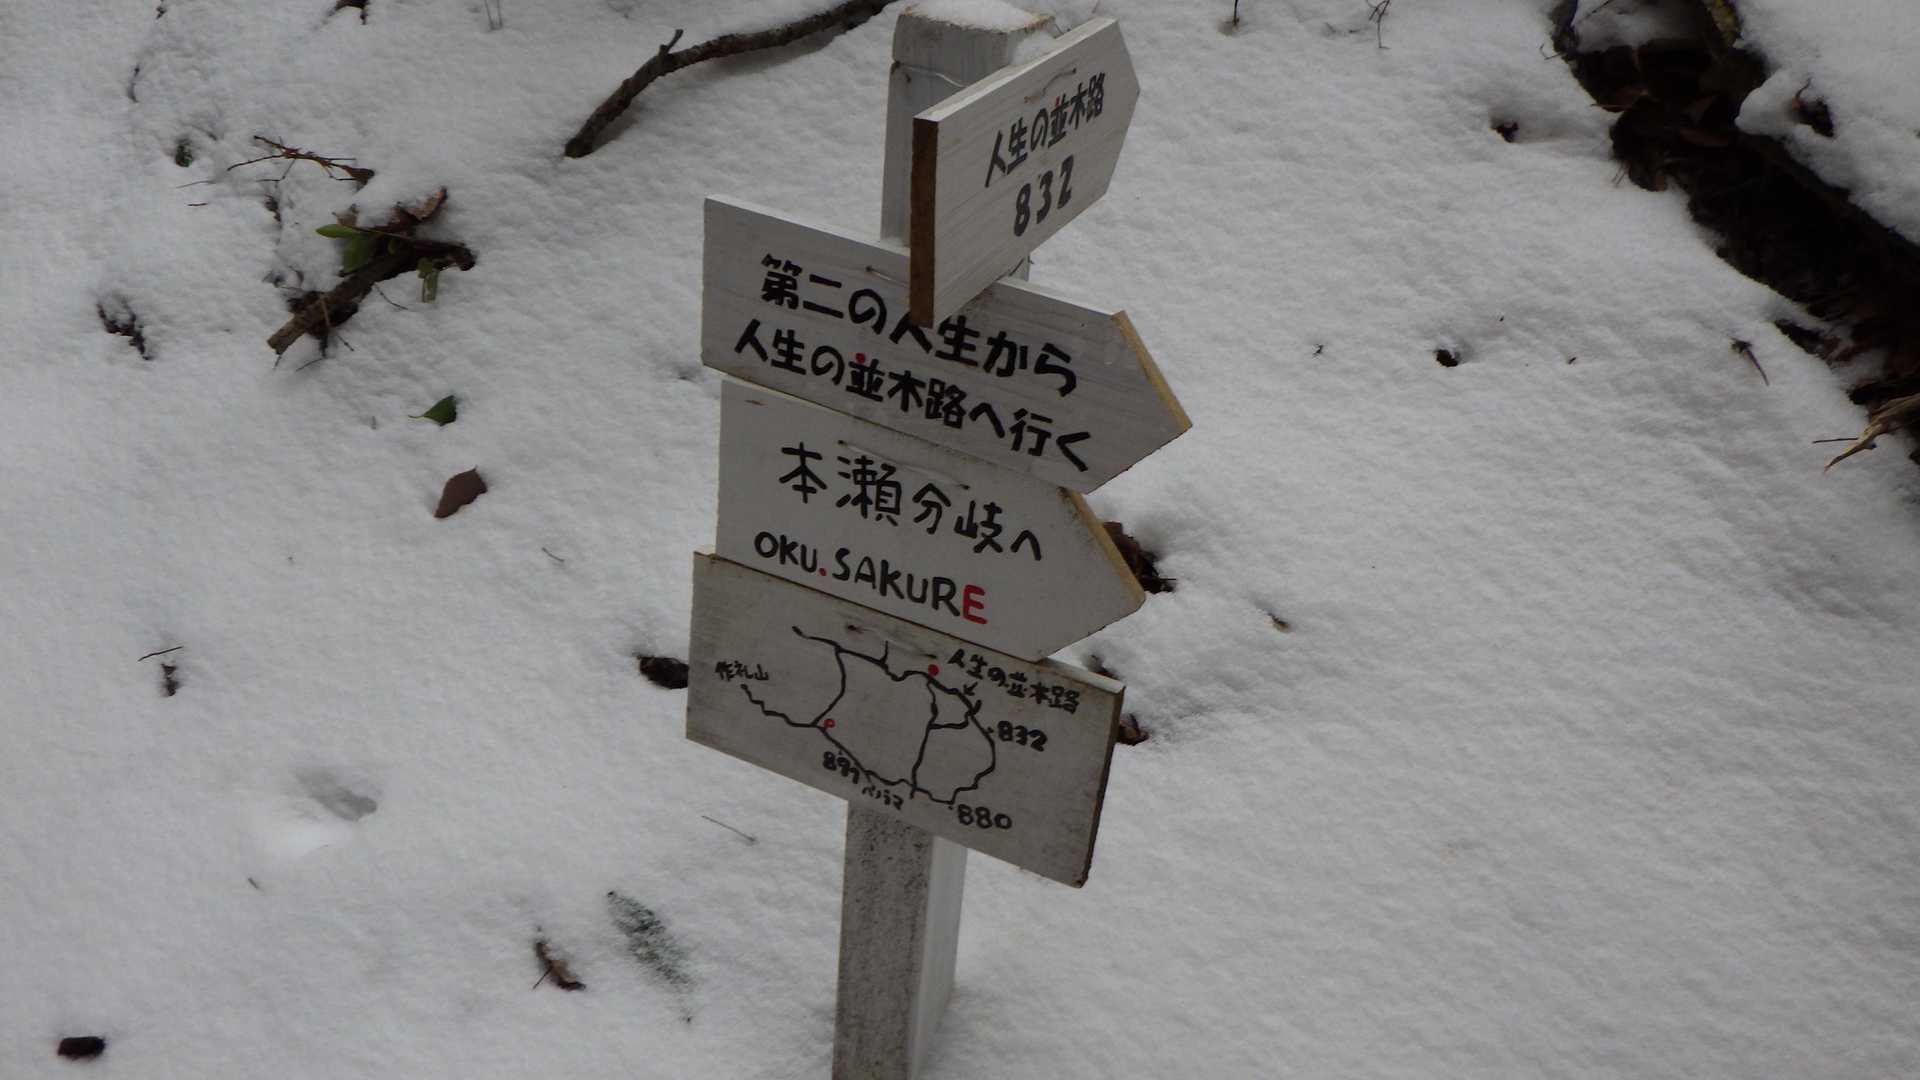 人生の並木路
832
第二の人生から
人生の並木路へ行く
本瀬分岐へ
OKU.SAKURE
作礼山
人生の並木路
832
897
パノラマ
880